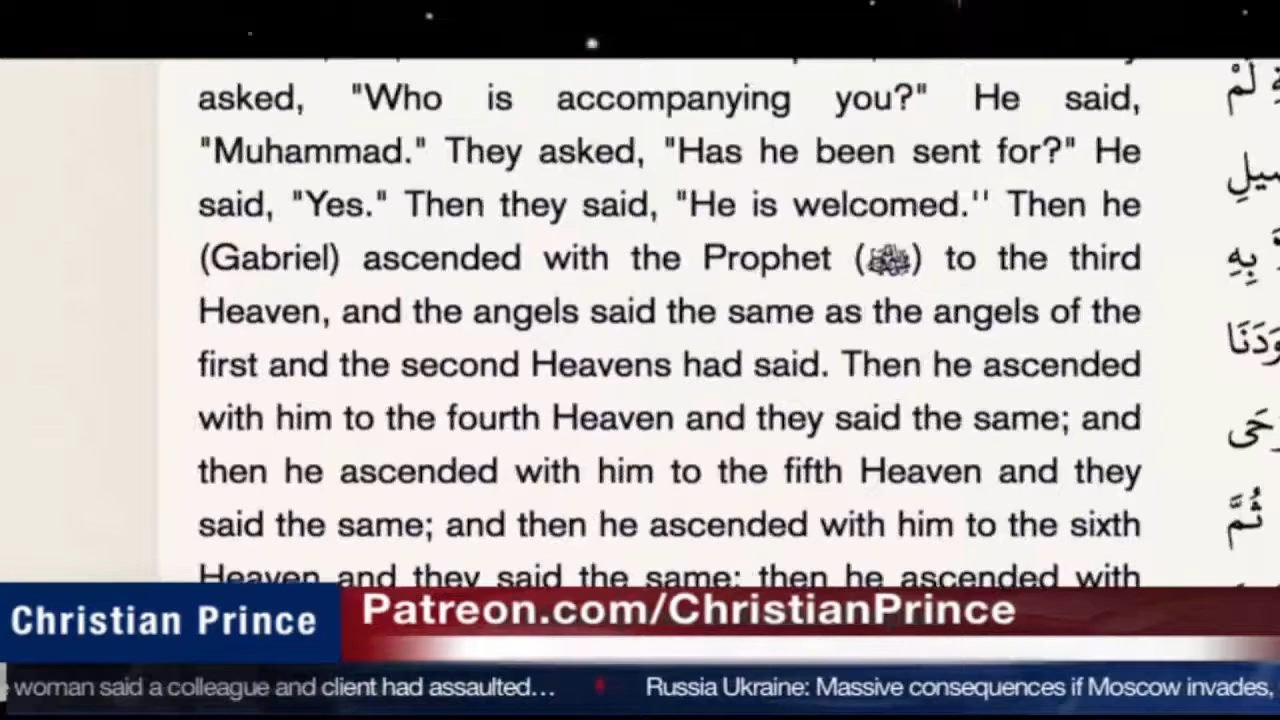 asked, "Who is accompanying you?" He said,
"Muhammad." They asked, "Has he been sent for?" He
said, "Yes." Then they said, "He is welcomed.'' Then he
(Gabriel) ascended with the Prophet (ﷺ) to the third
Heaven, and the angels said the same as the angels of the
first and the second Heavens had said. Then he ascended
with him to the fourth Heaven and they said the same; and
then he ascended with him to the fifth Heaven and they
said the same; and then he ascended with him to the sixth
Heaven and they said the same; then he ascended with
لَمْ
بِهِ
ثُمَّ
Christian Prince
Patreon.com/ChristianPrince
woman said a colleague and client had assaulted...
Russia Ukraine: Massive consequences if Moscow invades,